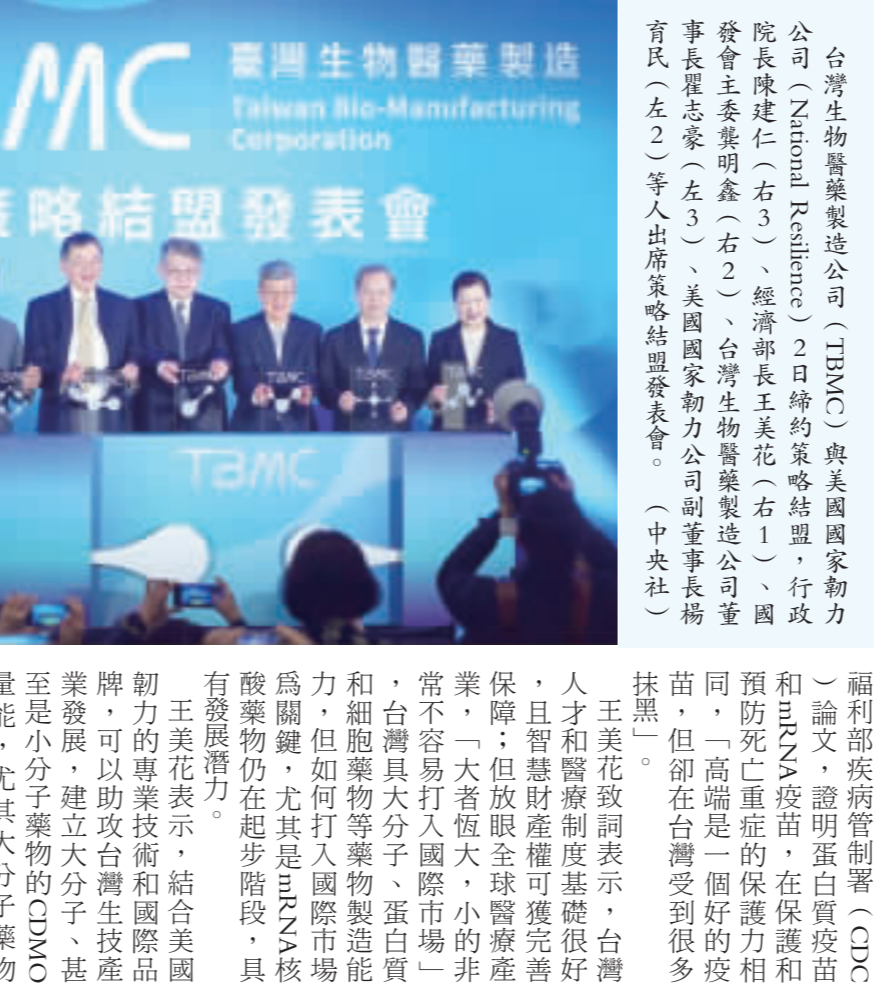 MC
臺灣生物醫藥製造
Taiwan Bio-Manufacturing
Corporation
略結盟發表會
TBMC
TBMC
台灣生物醫藥製造公司（TBMC）與美國國家韌力
公司（National Resilience）2日締約策略結盟，行政
院長陳建仁（右3）、經濟部長王美花（右1）、國
發會主委龔明鑫（右2）、台灣生物醫藥製造公司董
事長瞿志豪（左3）、美國國家韌力公司副董事長楊
育民（左2）等人出席策略結盟發表會。（中央社）
福利部疾病管制署（CDC
）論文，證明蛋白質疫苗
和mRNA疫苗，在保護和
預防死亡重症的保護力相
同，「高端是一個好的疫
苗，但卻在台灣受到很多
抹黑」。
王美花致詞表示，台灣
人才和醫療制度基礎很好
，且智慧財產權可獲完善
保障；但放眼全球醫療產
業，「大者恆大，小的非
常不容易打入國際市場」
，台灣具大分子、蛋白質
和細胞藥物等藥物製造能
力，但如何打入國際市場
爲關鍵，尤其是mRNA核
酸藥物仍在起步階段，具
有發展潛力。
王美花表示，結合美國
韌力的專業技術和國際品
牌，可以助攻台灣生技產
業發展，建立大分子、甚
至是小分子藥物的CDMO
量能，尤其大分子藥物